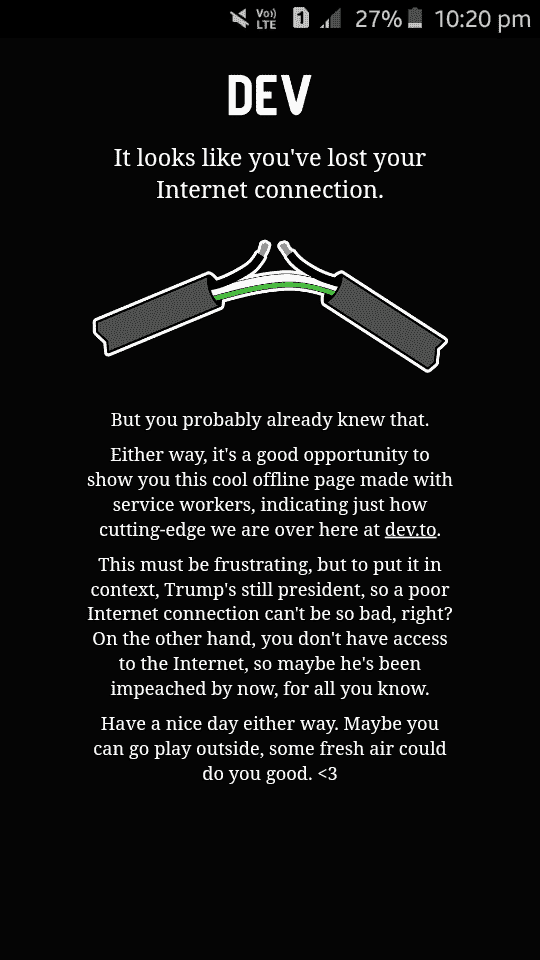 Vo)) LTE 1 27% 10:20 pm
DEV
It looks like you've lost your
Internet connection.
But you probably already knew that.
Either way, it's a good opportunity to
show you this cool offline page made with
service workers, indicating just how
cutting-edge we are over here at dev.to.
This must be frustrating, but to put it in
context, Trump's still president, so a poor
Internet connection can't be so bad, right?
On the other hand, you don't have access
to the Internet, so maybe he's been
impeached by now, for all you know.
Have a nice day either way. Maybe you
can go play outside, some fresh air could
do you good. <3